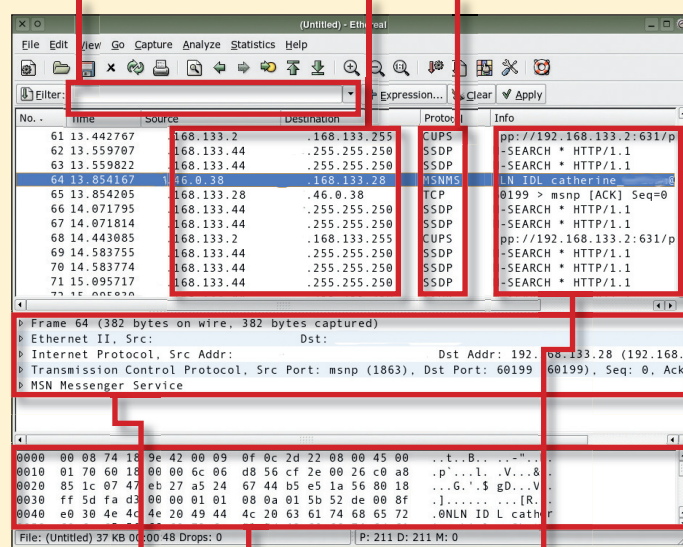 (Untitled) - Ethereal
File Edit View Go Capture Analyze Statistics Help
Filter: Expression... Clear Apply
No. . Time Source Destination Protocol Info
61 13.442767 .168.133.2 .168.133.255 CUPS pp://192.168.133.2:631/p
62 13.559707 .168.133.44 .255.255.250 SSDP -SEARCH * HTTP/1.1
63 13.559822 .168.133.44 .255.255.250 SSDP -SEARCH * HTTP/1.1
64 13.854167 .46.0.38 .168.133.28 MSNMS LN IDL catherine_ @
65 13.854205 .168.133.28 .46.0.38 TCP 0199 > msnp [ACK] Seq=0
66 14.071795 .168.133.44 .255.255.250 SSDP -SEARCH * HTTP/1.1
67 14.071814 .168.133.44 .255.255.250 SSDP -SEARCH * HTTP/1.1
68 14.443085 .168.133.2 .168.133.255 CUPS pp://192.168.133.2:631/p
69 14.583755 .168.133.44 .255.255.250 SSDP -SEARCH * HTTP/1.1
70 14.583774 .168.133.44 .255.255.250 SSDP -SEARCH * HTTP/1.1
71 15.095717 .168.133.44 .255.255.250 SSDP -SEARCH * HTTP/1.1
Frame 64 (382 bytes on wire, 382 bytes captured)
Ethernet II, Src: Dst:
Internet Protocol, Src Addr: Dst Addr: 192.168.133.28 (192.168.
Transmission Control Protocol, Src Port: msnp (1863), Dst Port: 60199 (60199), Seq: 0, Ack
MSN Messenger Service
0000 00 08 74 18 9e 42 00 09 0f 0c 2d 22 08 00 45 00 ..t..B.. ..-"..
0010 01 70 60 18 00 00 6c 06 d8 56 cf 2e 00 26 c0 a8 .p`...l. .V...&.
0020 85 1c 07 47 eb 27 a5 24 67 44 b5 e5 1a 56 80 18 ...G.'.$ gD...V.
0030 ff 5d fa d3 00 00 01 01 08 0a 01 5b 52 de 00 8f .]...... ...[R..
0040 e0 30 4e 4c 4e 20 49 44 4c 20 63 61 74 68 65 72 .0NLN ID L cather
File: (Untitled) 37 KB 00:00:48 Drops: 0 P: 211 D: 211 M: 0